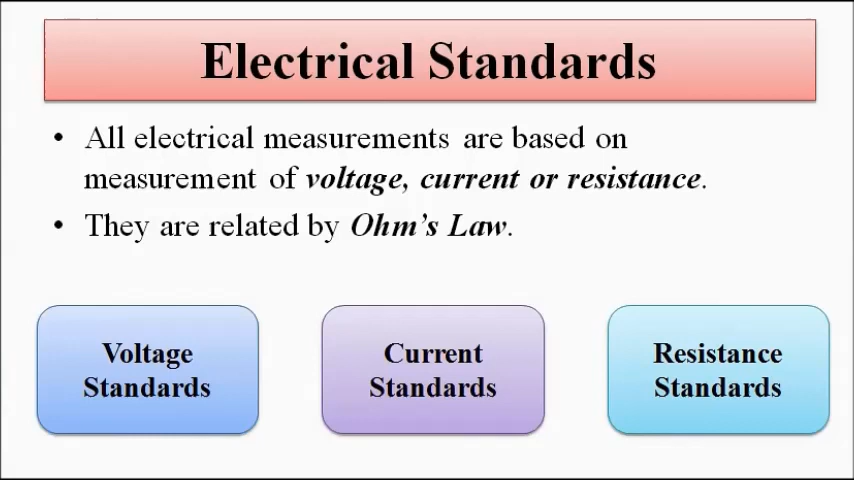 Electrical Standards
• All electrical measurements are based on
measurement of voltage, current or resistance.
• They are related by Ohm's Law.
Voltage
Standards
Current
Standards
Resistance
Standards